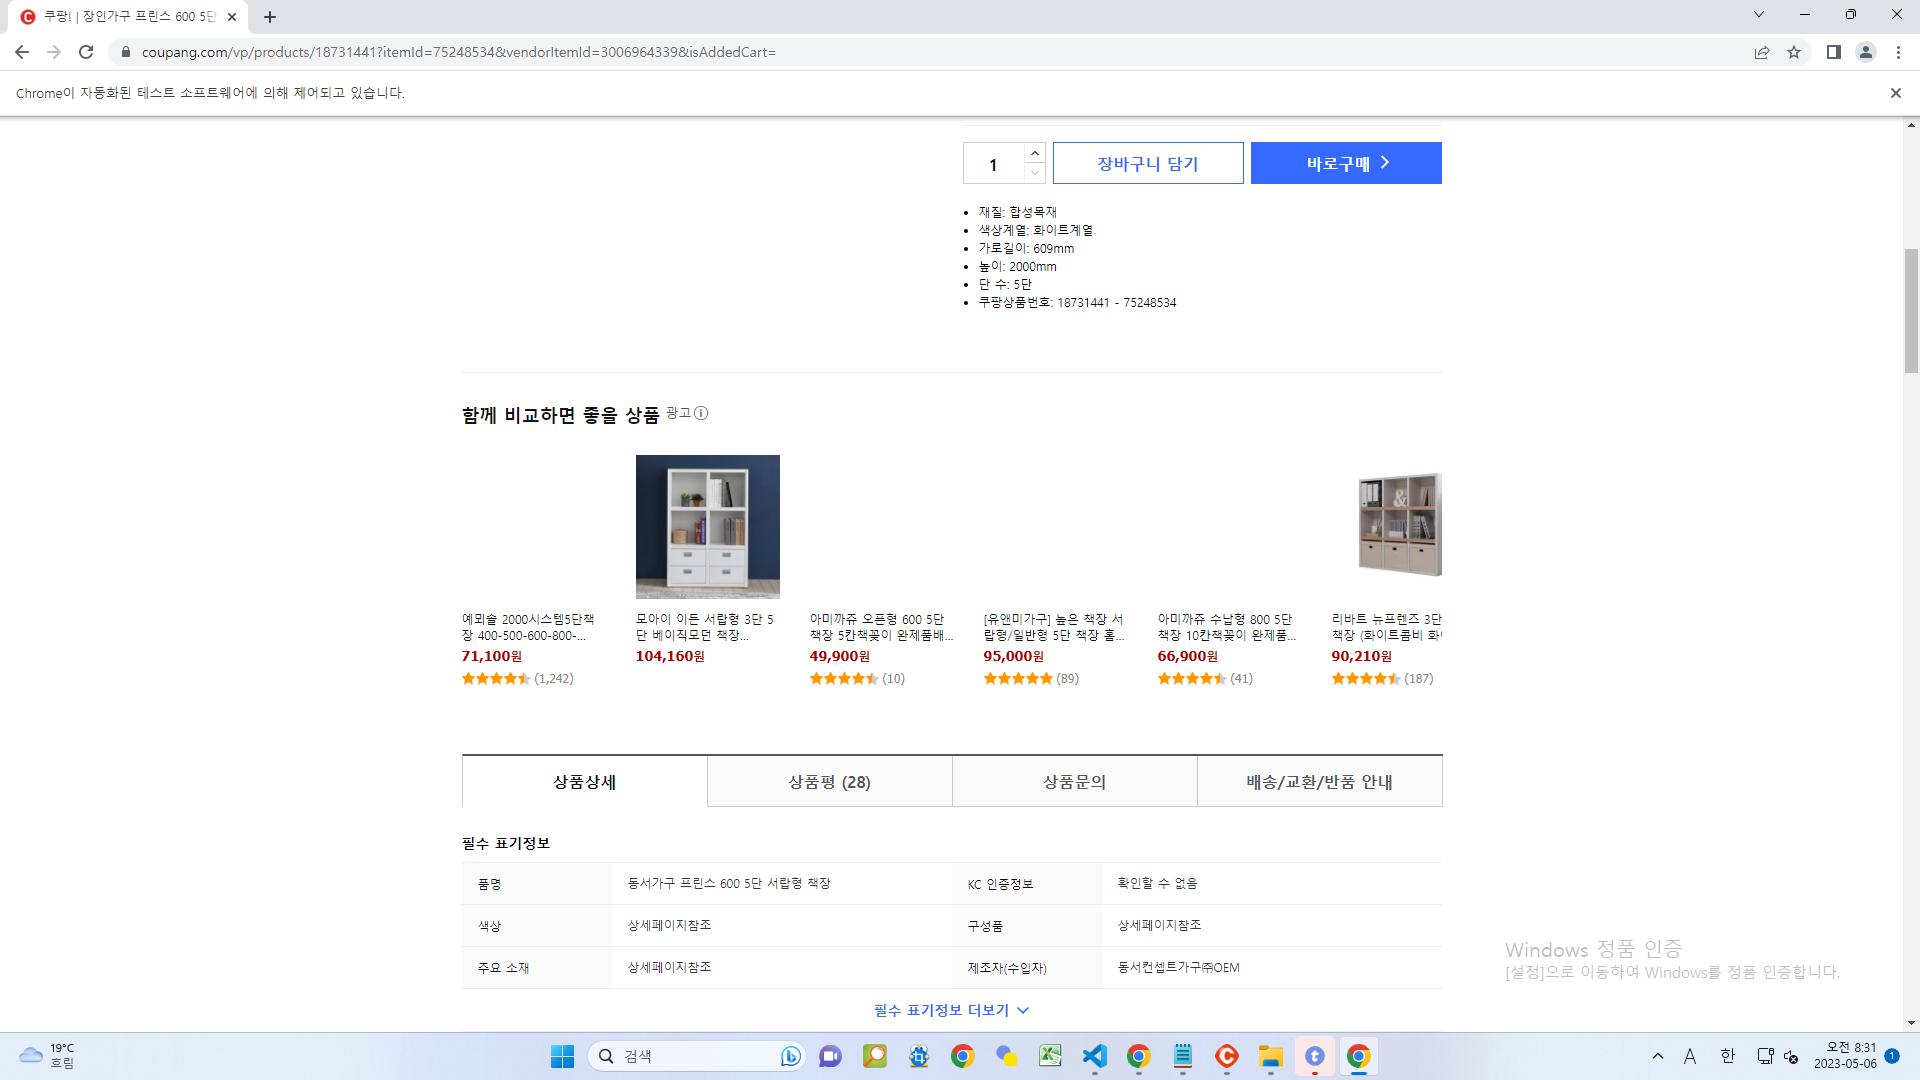 쿠팡! | 장인가구 프린스 600 5단
coupang.com/vp/products/18731441?itemId=75248534&vendorItemId=3006964339&isAddedCart=
Chrome이 자동화된 테스트 소프트웨어에 의해 제어되고 있습니다.
1
장바구니 담기
바로구매
재질: 합성목재
색상계열: 화이트계열
가로길이: 609mm
높이: 2000mm
단 수: 5단
쿠팡상품번호: 18731441 - 75248534
함께 비교하면 좋을 상품 광고
예뫼솔 2000시스템5단책
장 400-500-600-800-...
71,100원
(1,242)
모아이 이든 서랍형 3단 5
단 베이직모던 책장...
104,160원
아미까쥬 오픈형 600 5단
책장 5칸책꽂이 완제품배...
49,900원
(10)
[유앤미가구] 높은 책장 서
랍형/일반형 5단 책장 홈...
95,000원
(89)
아미까쥬 수납형 800 5단
책장 10칸책꽂이 완제품...
66,900원
(41)
리바트 뉴프렌즈 3단
책장 (화이트콤비 화
90,210원
(187)
상품상세
상품평 (28)
상품문의
배송/교환/반품 안내
필수 표기정보
품명 동서가구 프린스 600 5단 서랍형 책장 KC 인증정보 확인할 수 없음
색상 상세페이지참조 구성품 상세페이지참조
주요 소재 상세페이지참조 제조자(수입자) 동서컨셉트가구㈜OEM
필수 표기정보 더보기
Windows 정품 인증
[설정]으로 이동하여 Windows를 정품 인증합니다.
19°C
흐림
검색
A
한
오전 8:31
2023-05-06
1